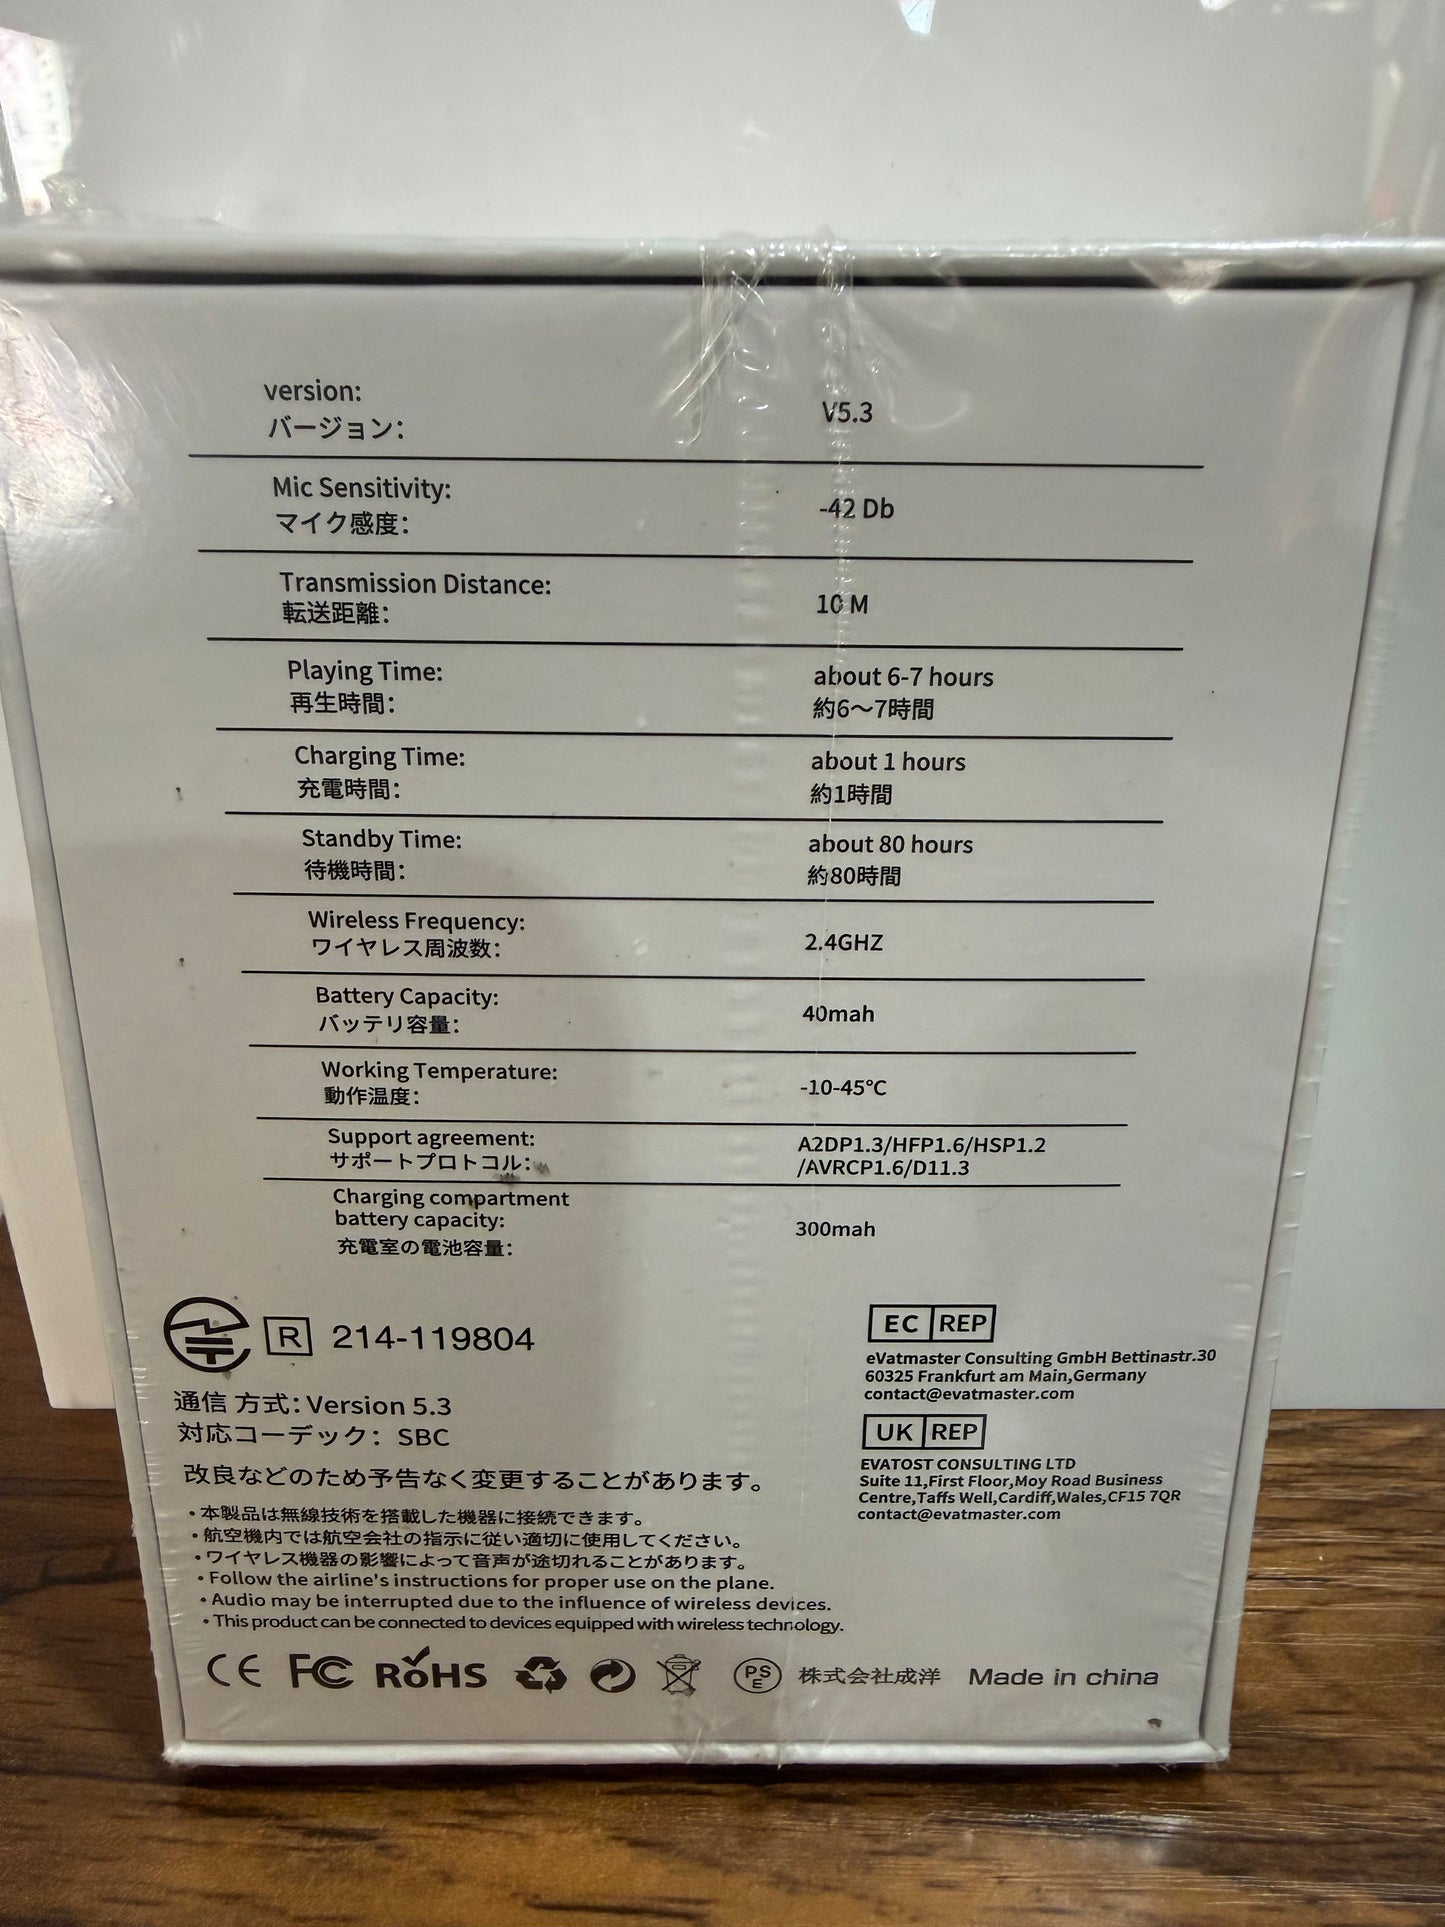 version:
バージョン:
V5.3
Mic Sensitivity:
マイク感度:
-42 Db
Transmission Distance:
転送距離:
10 M
Playing Time:
再生時間:
about 6-7 hours
約6～7時間
Charging Time:
充電時間:
about 1 hours
約1時間
Standby Time:
待機時間:
about 80 hours
約80時間
Wireless Frequency:
ワイヤレス周波数:
2.4GHZ
Battery Capacity:
バッテリ容量:
40mah
Working Temperature:
動作温度:
-10-45℃
Support agreement:
サポートプロトコル:
A2DP1.3/HFP1.6/HSP1.2
/AVRCP1.6/D11.3
Charging compartment
battery capacity:
充電室の電池容量:
300mah
R 214-119804
通信 方式: Version 5.3
対応コーデック: SBC
改良などのため予告なく変更することがあります。
• 本製品は無線技術を搭載した機器に接続できます。
• 航空機内では航空会社の指示に従い適切に使用してください。
• ワイヤレス機器の影響によって音声が途切れることがあります。
• Follow the airline's instructions for proper use on the plane.
• Audio may be interrupted due to the influence of wireless devices.
• This product can be connected to devices equipped with wireless technology.
EC REP
eVatmaster Consulting GmbH Bettinastr.30
60325 Frankfurt am Main,Germany
contact@evatmaster.com
UK REP
EVATOST CONSULTING LTD
Suite 11,First Floor,Moy Road Business
Centre,Taffs Well,Cardiff,Wales,CF15 7QR
contact@evatmaster.com
CE FC RoHS PSE 株式会社成洋 Made in china